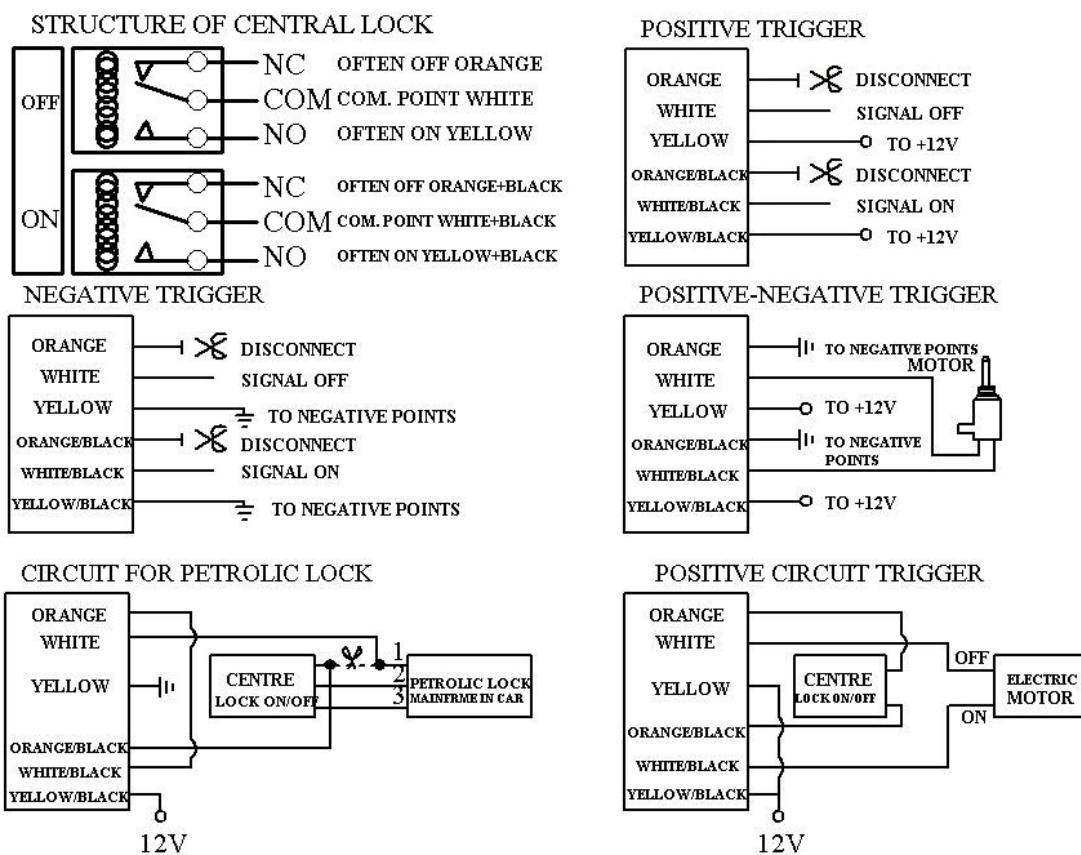 STRUCTURE OF CENTRAL LOCK
OFF
NC OFTEN OFF ORANGE
COM COM. POINT WHITE
NO OFTEN ON YELLOW
ON
NC OFTEN OFF ORANGE+BLACK
COM COM. POINT WHITE+BLACK
NO OFTEN ON YELLOW+BLACK
POSITIVE TRIGGER
ORANGE DISCONNECT
WHITE SIGNAL OFF
YELLOW TO +12V
ORANGE/BLACK DISCONNECT
WHITE/BLACK SIGNAL ON
YELLOW/BLACK TO +12V
NEGATIVE TRIGGER
ORANGE DISCONNECT
WHITE SIGNAL OFF
YELLOW TO NEGATIVE POINTS
ORANGE/BLACK DISCONNECT
WHITE/BLACK SIGNAL ON
YELLOW/BLACK TO NEGATIVE POINTS
POSITIVE-NEGATIVE TRIGGER
ORANGE TO NEGATIVE POINTS
MOTOR
WHITE
YELLOW TO +12V
ORANGE/BLACK TO NEGATIVE
POINTS
WHITE/BLACK
YELLOW/BLACK TO +12V
CIRCUIT FOR PETROLIC LOCK
ORANGE
WHITE
YELLOW
ORANGE/BLACK
WHITE/BLACK
YELLOW/BLACK
12V
CENTRE
LOCK ON/OFF
1
2
3
PETROLIC LOCK
MAINFRME IN CAR
POSITIVE CIRCUIT TRIGGER
ORANGE
WHITE
YELLOW
ORANGE/BLACK
WHITE/BLACK
YELLOW/BLACK
12V
CENTRE
LOCK ON/OFF
OFF
ON
ELECTRIC
MOTOR